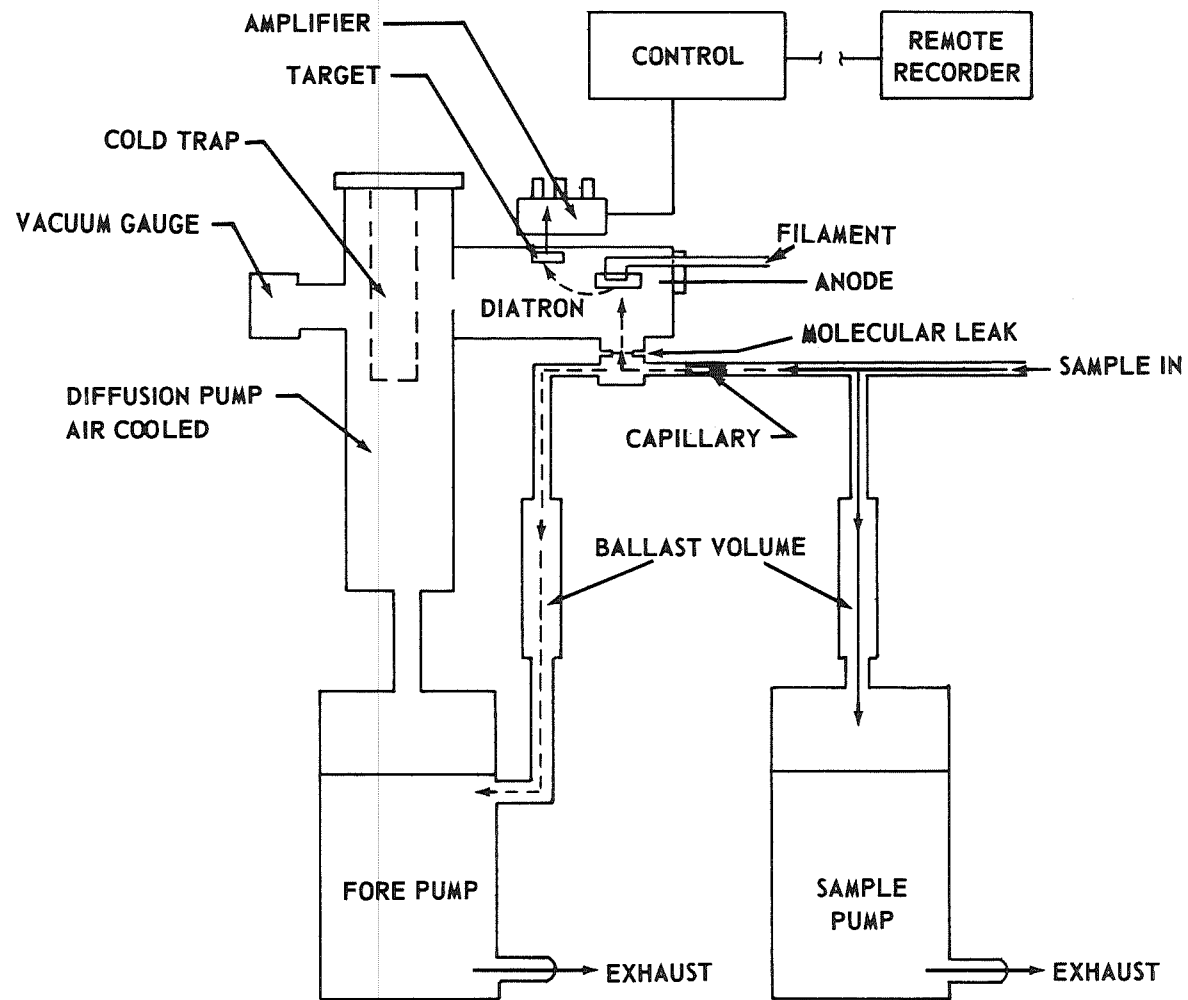 AMPLIFIER
CONTROL
REMOTE
RECORDER
TARGET
COLD TRAP
VACUUM GAUGE
FILAMENT
ANODE
DIATRON
MOLECULAR LEAK
SAMPLE IN
DIFFUSION PUMP
AIR COOLED
CAPILLARY
BALLAST VOLUME
FORE PUMP
SAMPLE
PUMP
EXHAUST
EXHAUST